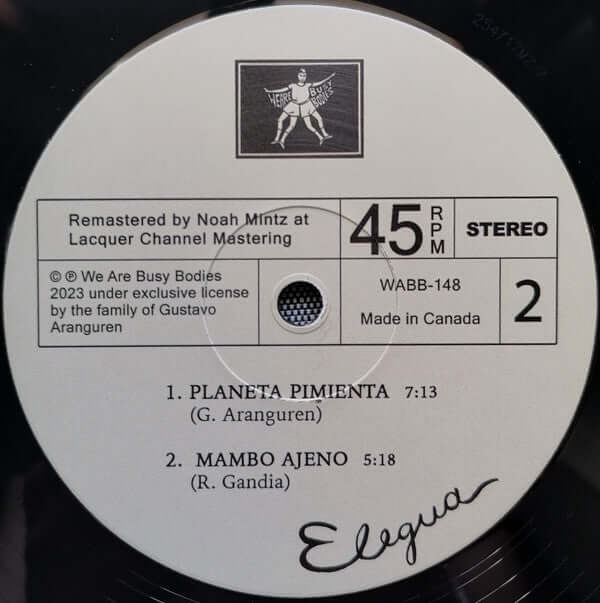 WE ARE BUSY BODIES
Remastered by Noah Mintz at
Lacquer Channel Mastering
45 RPM
STEREO
© ℗ We Are Busy Bodies
2023 under exclusive license
by the family of Gustavo
Aranguren
WABB-148
Made in Canada
2
1. PLANETA PIMIENTA 7:13
(G. Aranguren)
2. MAMBO AJENO 5:18
(R. Gandia)
Elegua